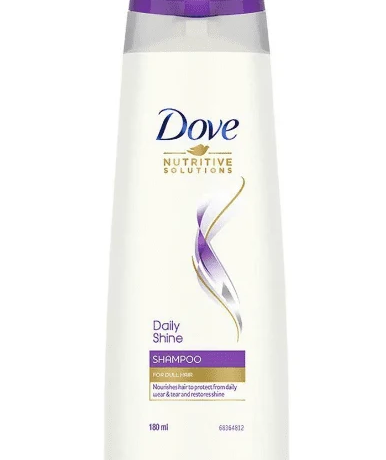 Dove
NUTRITIVE
SOLUTIONS
Daily
Shine
SHAMPOO
FOR DULL HAIR
Nourishes hair to protect from daily
wear & tear and restores shine
180 ml 68364812